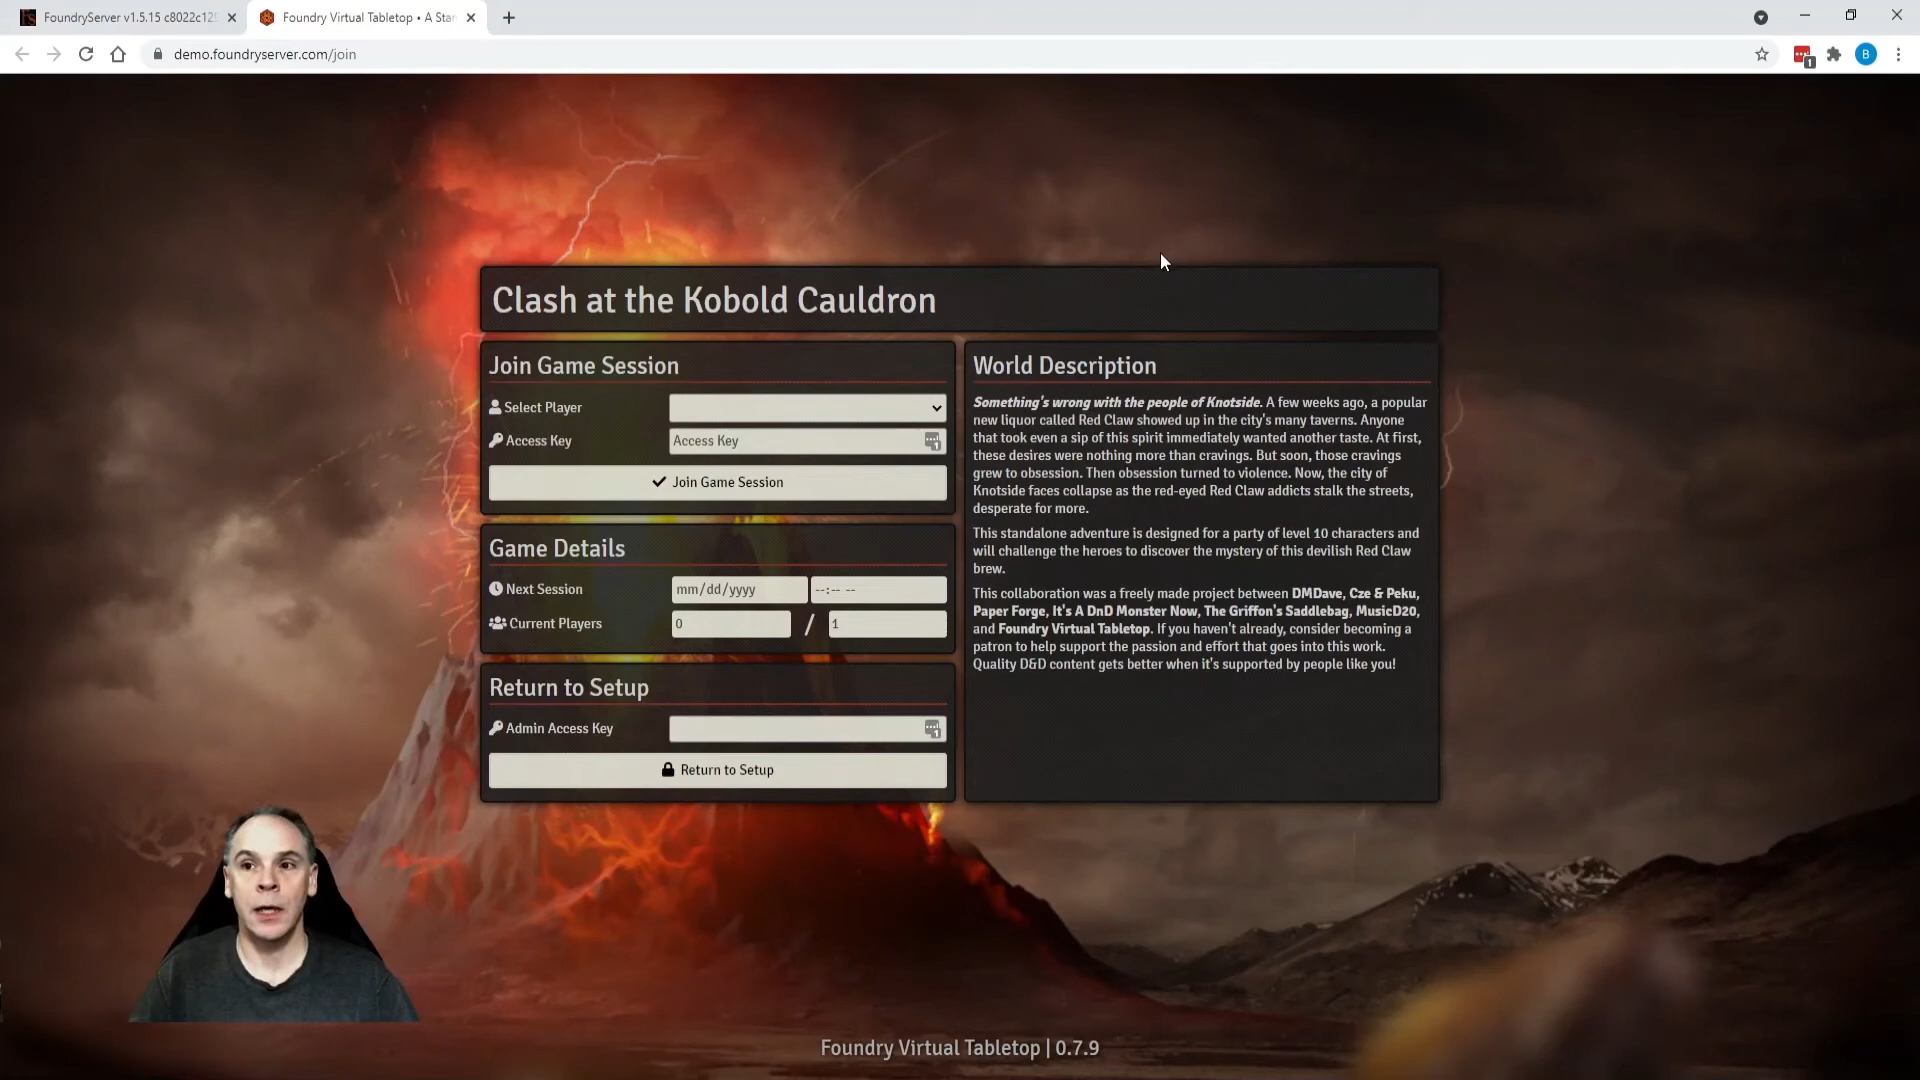 FoundryServer v1.5.15 c8022c12
Foundry Virtual Tabletop • A Star
demo.foundryserver.com/join
1
B
Clash at the Kobold Cauldron
Join Game Session
Select Player
Access Key
Access Key
Join Game Session
Game Details
Next Session
mm/dd/yyyy
--:-- --
Current Players
0
/
1
Return to Setup
Admin Access Key
Return to Setup
World Description
Something's wrong with the people of Knotside. A few weeks ago, a popular
new liquor called Red Claw showed up in the city's many taverns. Anyone
that took even a sip of this spirit immediately wanted another taste. At first,
these desires were nothing more than cravings. But soon, those cravings
grew to obsession. Then obsession turned to violence. Now, the city of
Knotside faces collapse as the red-eyed Red Claw addicts stalk the streets,
desperate for more.
This standalone adventure is designed for a party of level 10 characters and
will challenge the heroes to discover the mystery of this devilish Red Claw
brew.
This collaboration was a freely made project between DMDave, Cze & Peku,
Paper Forge, It's A DnD Monster Now, The Griffon's Saddlebag, MusicD20,
and Foundry Virtual Tabletop. If you haven't already, consider becoming a
patron to help support the passion and effort that goes into this work.
Quality D&D content gets better when it's supported by people like you!
Foundry Virtual Tabletop | 0.7.9